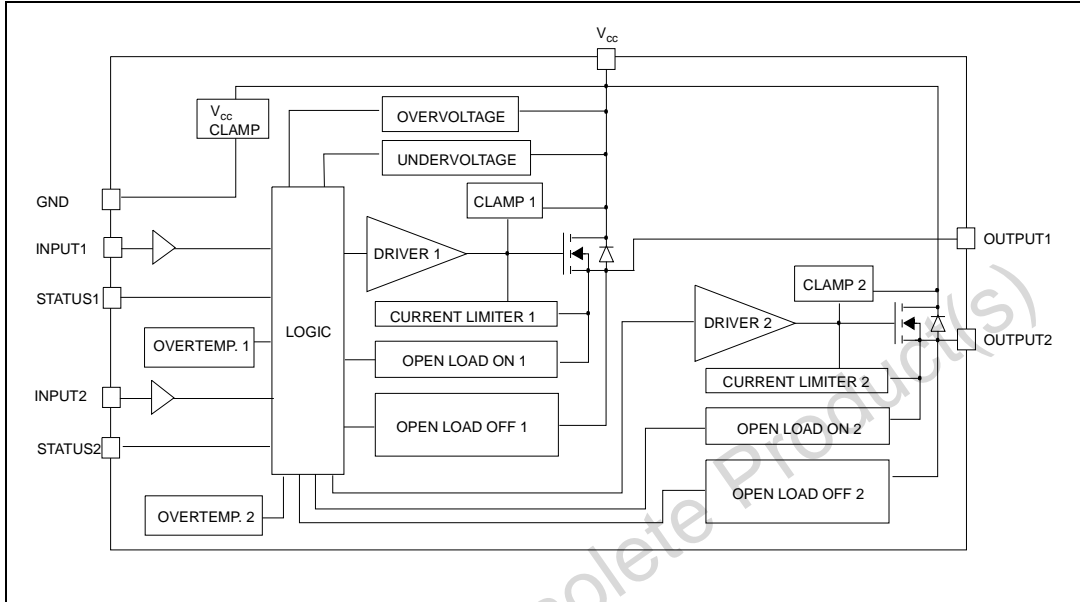 Vcc
Vcc
CLAMP
OVERVOLTAGE
UNDERVOLTAGE
GND
CLAMP 1
INPUT1
DRIVER 1
OUTPUT1
STATUS1
LOGIC
CURRENT LIMITER 1
CLAMP 2
DRIVER 2
OUTPUT2
OVERTEMP. 1
OPEN LOAD ON 1
INPUT2
CURRENT LIMITER 2
OPEN LOAD OFF 1
OPEN LOAD ON 2
STATUS2
OPEN LOAD OFF 2
OVERTEMP. 2
solete Product(s)